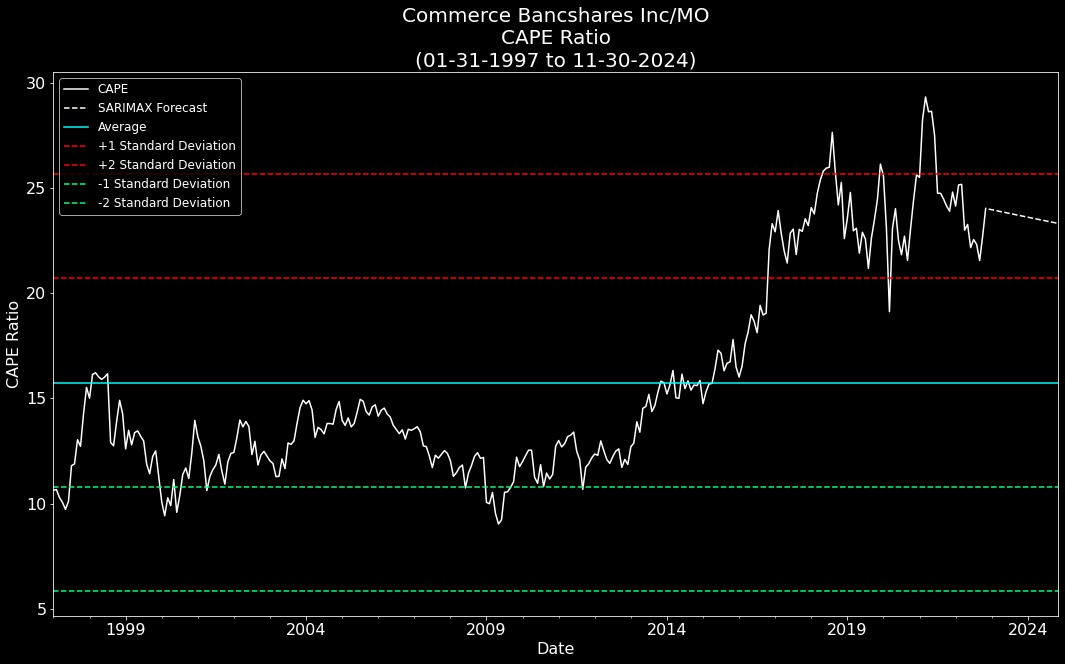 Commerce Bancshares Inc/MO
CAPE Ratio
(01-31-1997 to 11-30-2024)
30
25
20
15
10
5
CAPE Ratio
CAPE
SARIMAX Forecast
Average
+1 Standard Deviation
+2 Standard Deviation
-1 Standard Deviation
-2 Standard Deviation
1999
2004
2009
2014
2019
2024
Date